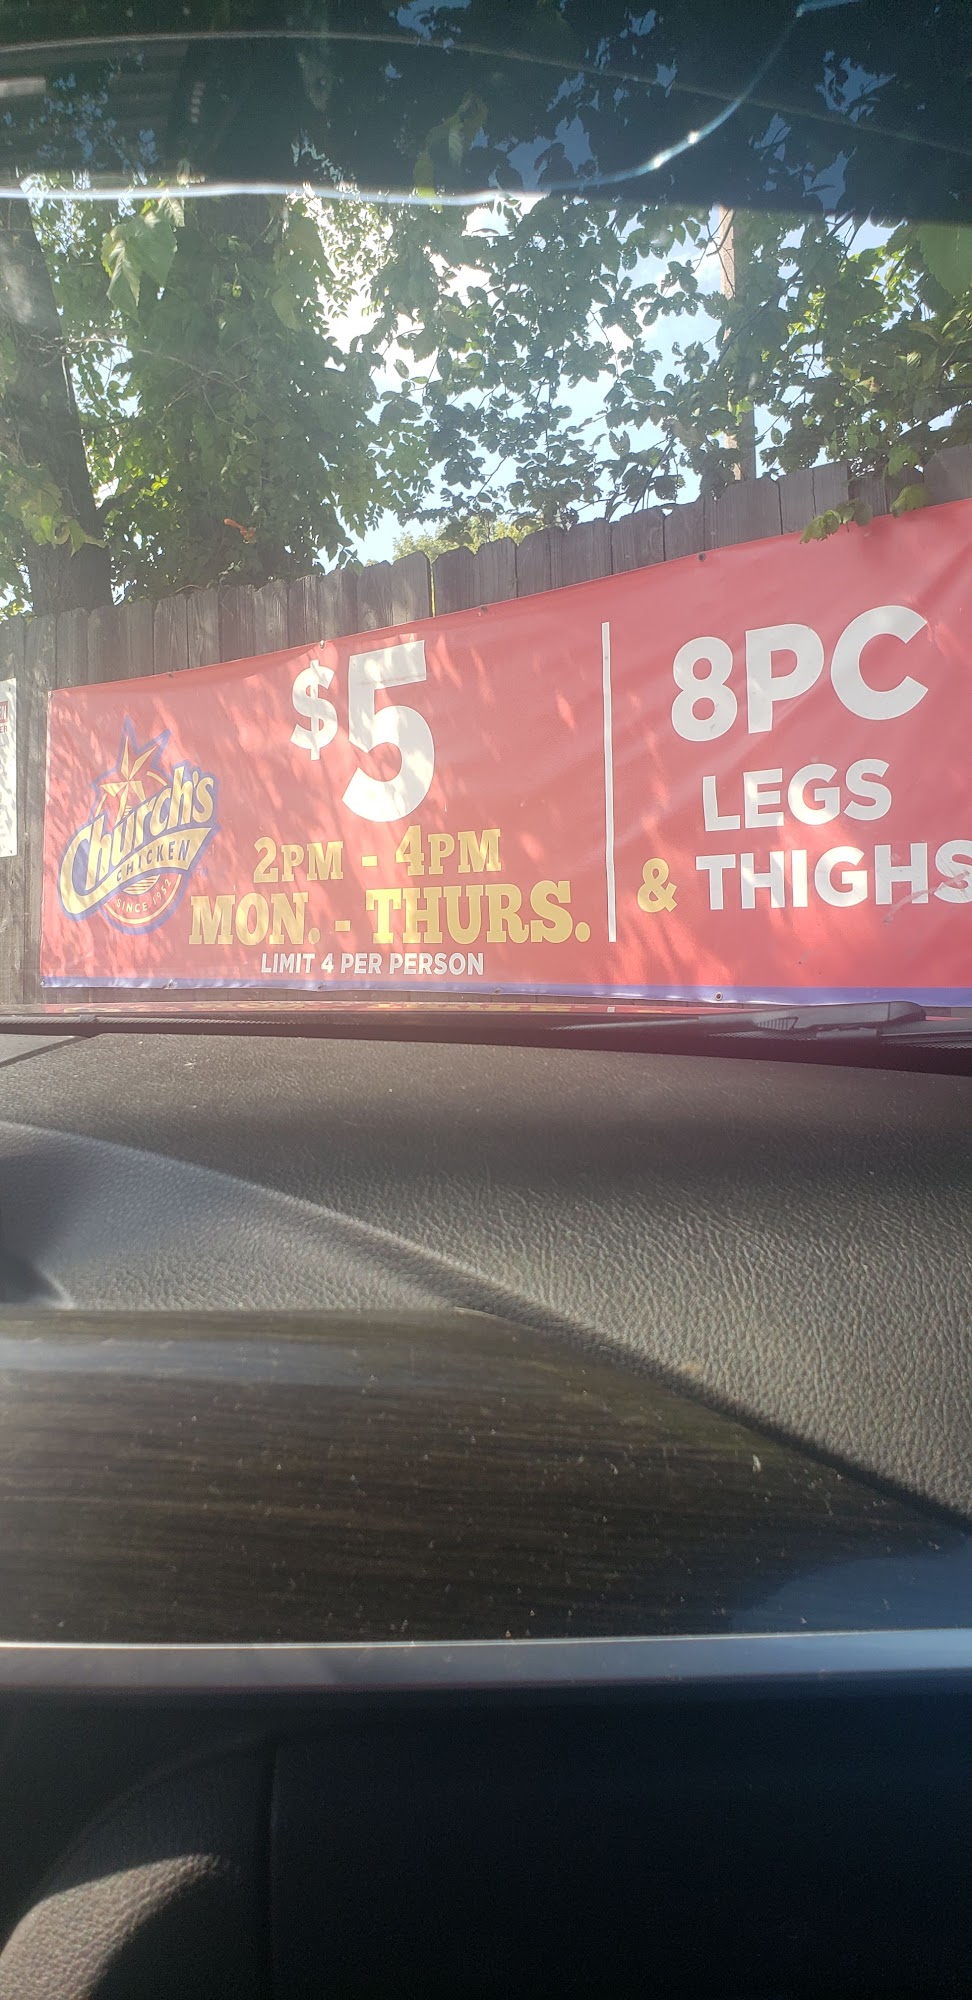 Church's
CHICKEN
SINCE 1952
$5
2PM - 4PM
MON. - THURS.
LIMIT 4 PER PERSON
8PC
LEGS
& THIGHS